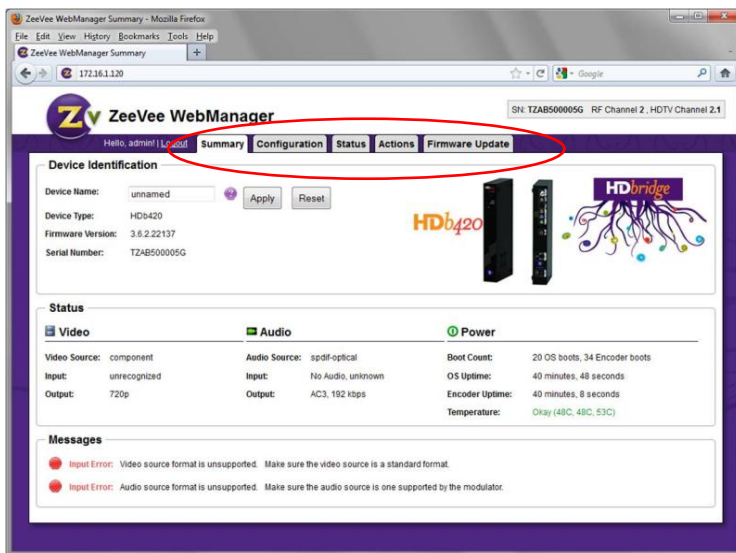 ZeeVee WebManager Summary - Mozilla Firefox
File Edit View History Bookmarks Tools Help
ZeeVee WebManager Summary +
172.16.1.120 Google
Zv ZeeVee WebManager
SN: TZAB500005G RF Channel 2 , HDTV Channel 2.1
Hello, admin! | Logout Summary Configuration Status Actions Firmware Update
Device Identification
Device Name: unnamed Apply Reset
Device Type: HDb420
Firmware Version: 3.6.2.22137
Serial Number: TZAB500005G
HDb420
HDbridge
Status
Video Audio Power
Video Source: component Audio Source: spdif-optical Boot Count: 20 OS boots, 34 Encoder boots
Input: unrecognized Input: No Audio, unknown OS Uptime: 40 minutes, 48 seconds
Output: 720p Output: AC3, 192 kbps Encoder Uptime: 40 minutes, 8 seconds
Temperature: Okay (48C, 48C, 53C)
Messages
Input Error: Video source format is unsupported. Make sure the video source is a standard format.
Input Error: Audio source format is unsupported. Make sure the audio source is one supported by the modulator.